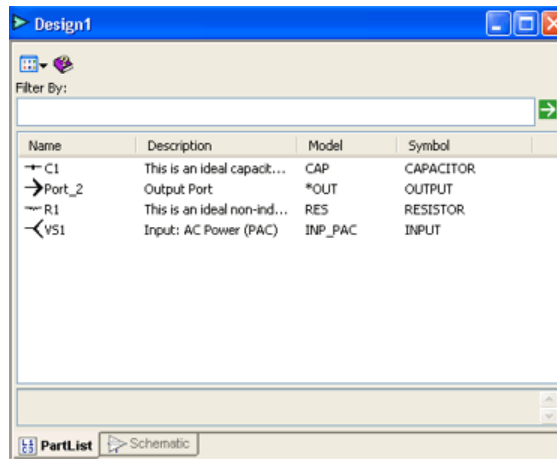 Design1
Filter By:
Name Description Model Symbol
C1 This is an ideal capacit... CAP CAPACITOR
Port_2 Output Port *OUT OUTPUT
R1 This is an ideal non-ind... RES RESISTOR
VS1 Input: AC Power (PAC) INP_PAC INPUT
PartList Schematic